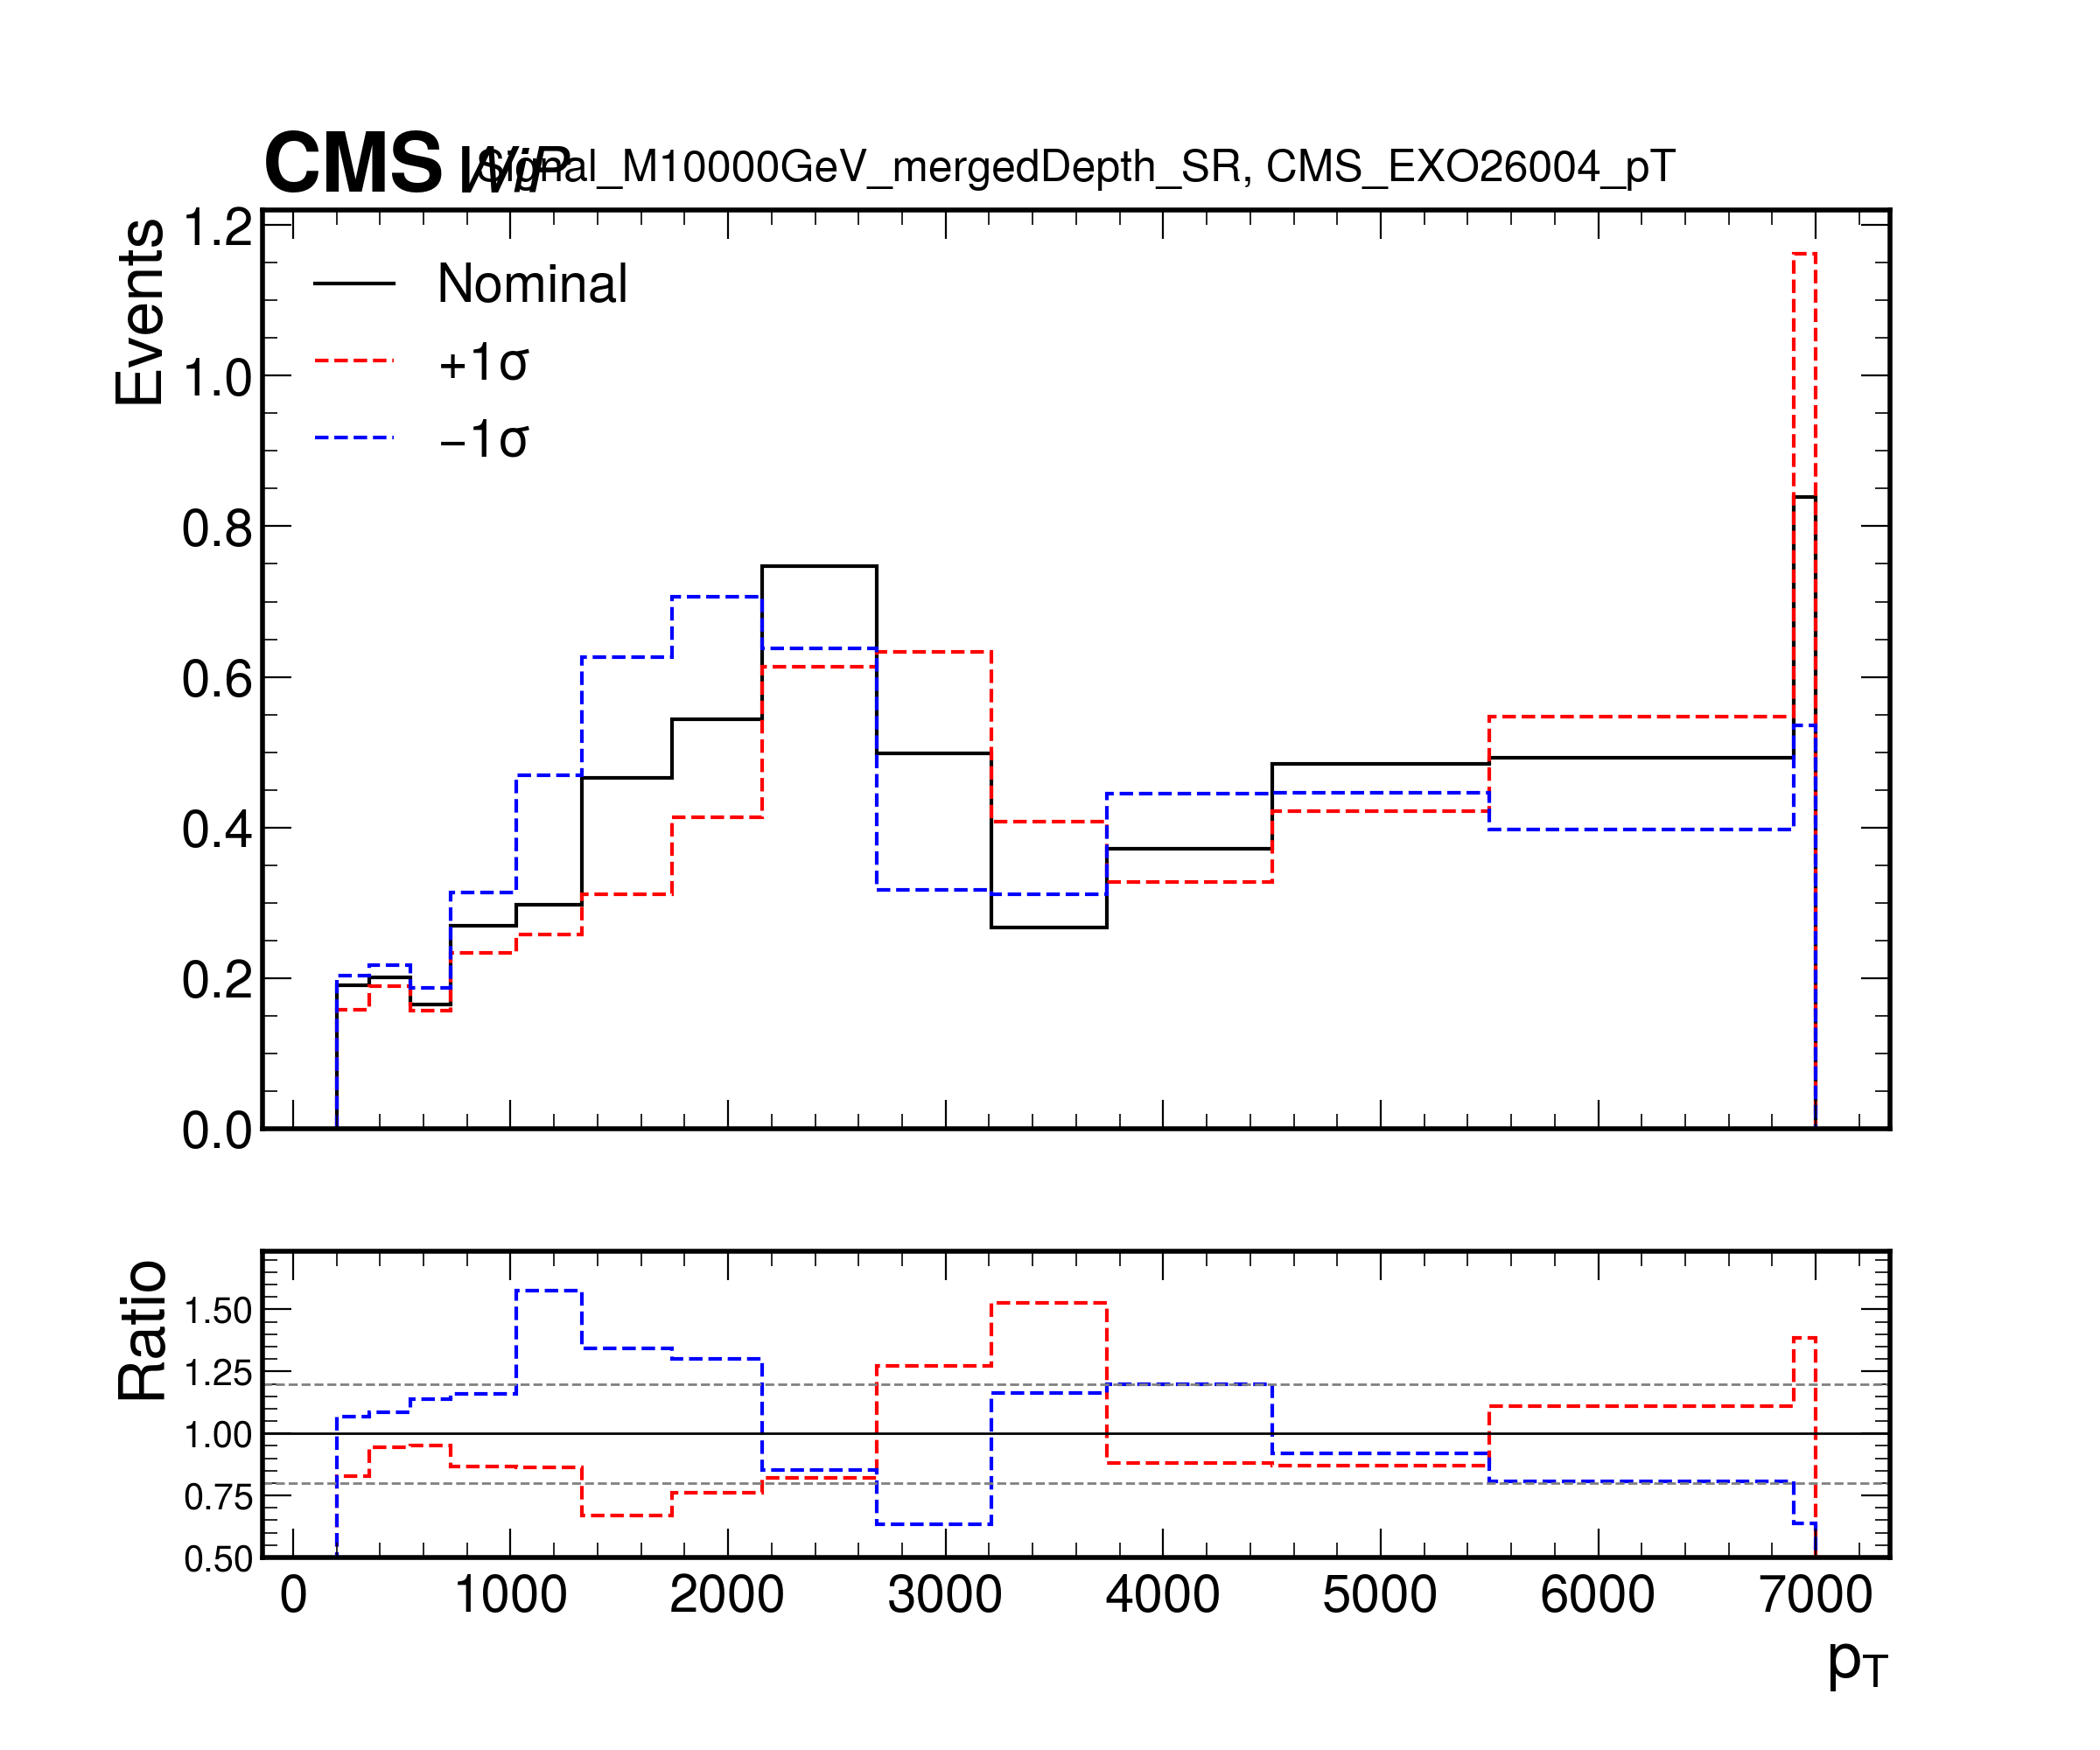 CMS WiP Signal_M10000GeV_mergedDepth_SR, CMS_EXO26004_pT
Events
1.2
1.0
0.8
0.6
0.4
0.2
0.0
Nominal
+1σ
−1σ
Ratio
1.50
1.25
1.00
0.75
0.50
0 1000 2000 3000 4000 5000 6000 7000
pT